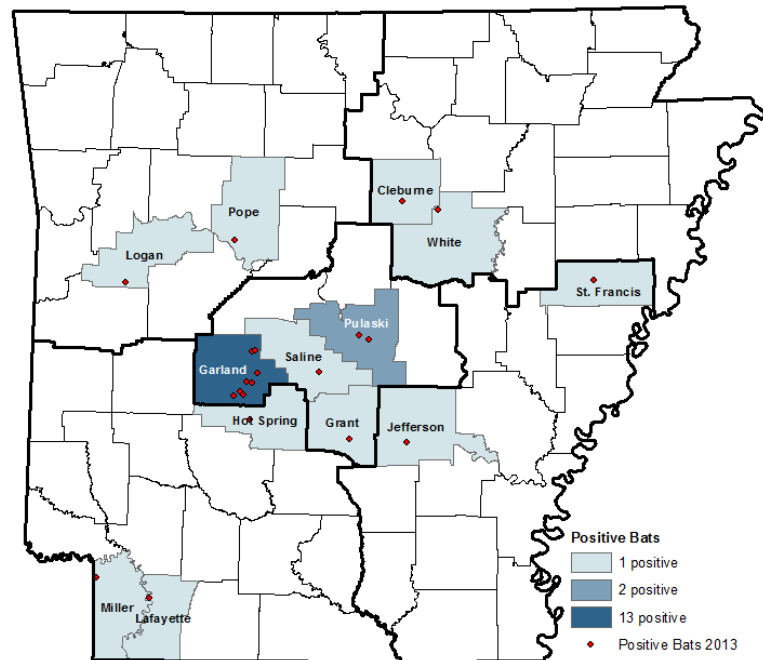 Cleburne
Pope
White
Logan
St. Francis
Pulaski
Saline
Garland
Hot Spring
Grant
Jefferson
Positive Bats
1 positive
2 positive
13 positive
Positive Bats 2013
Miller
Lafayette